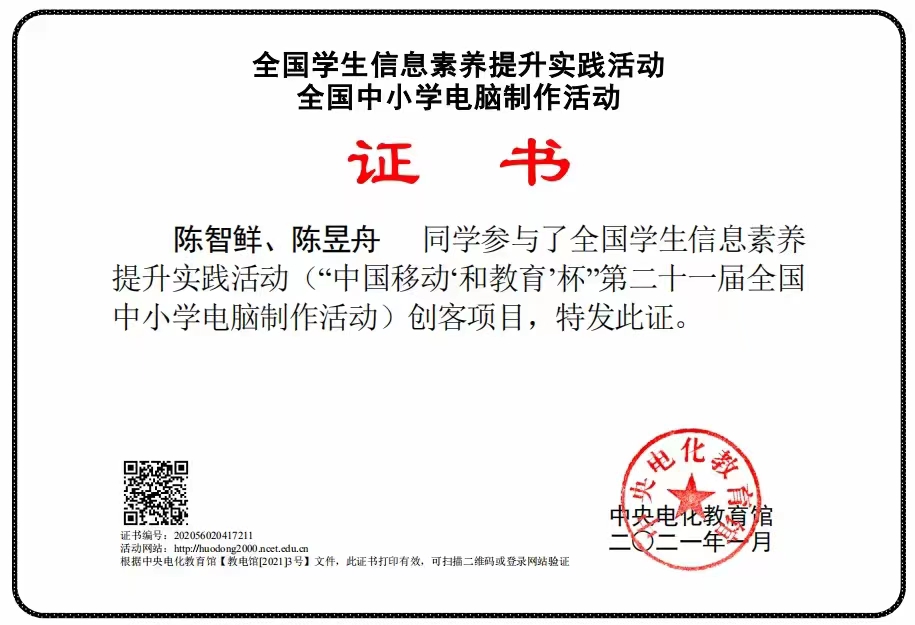 全国学生信息素养提升实践活动
全国中小学电脑制作活动
证 书
陈智鲜、陈昱舟 同学参与了全国学生信息素养
提升实践活动（“中国移动‘和教育’杯”第二十一届全国
中小学电脑制作活动）创客项目，特发此证。
中央电化教育馆
中央电化教育馆
二〇二一年一月
证书编号：202056020417211
活动网站：http://huodong2000.ncet.edu.cn
根据中央电化教育馆【教电馆[2021]3号】文件，此证书打印有效，可扫描二维码或登录网站验证